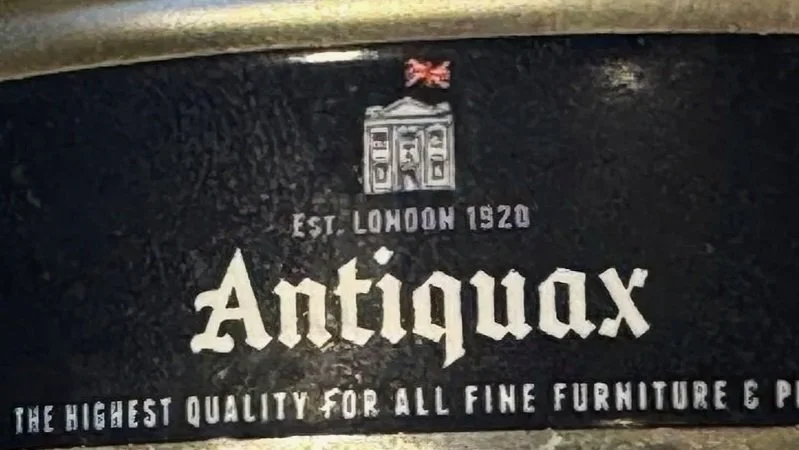 EST. LONDON 1920
Antiquax
THE HIGHEST QUALITY FOR ALL FINE FURNITURE & P